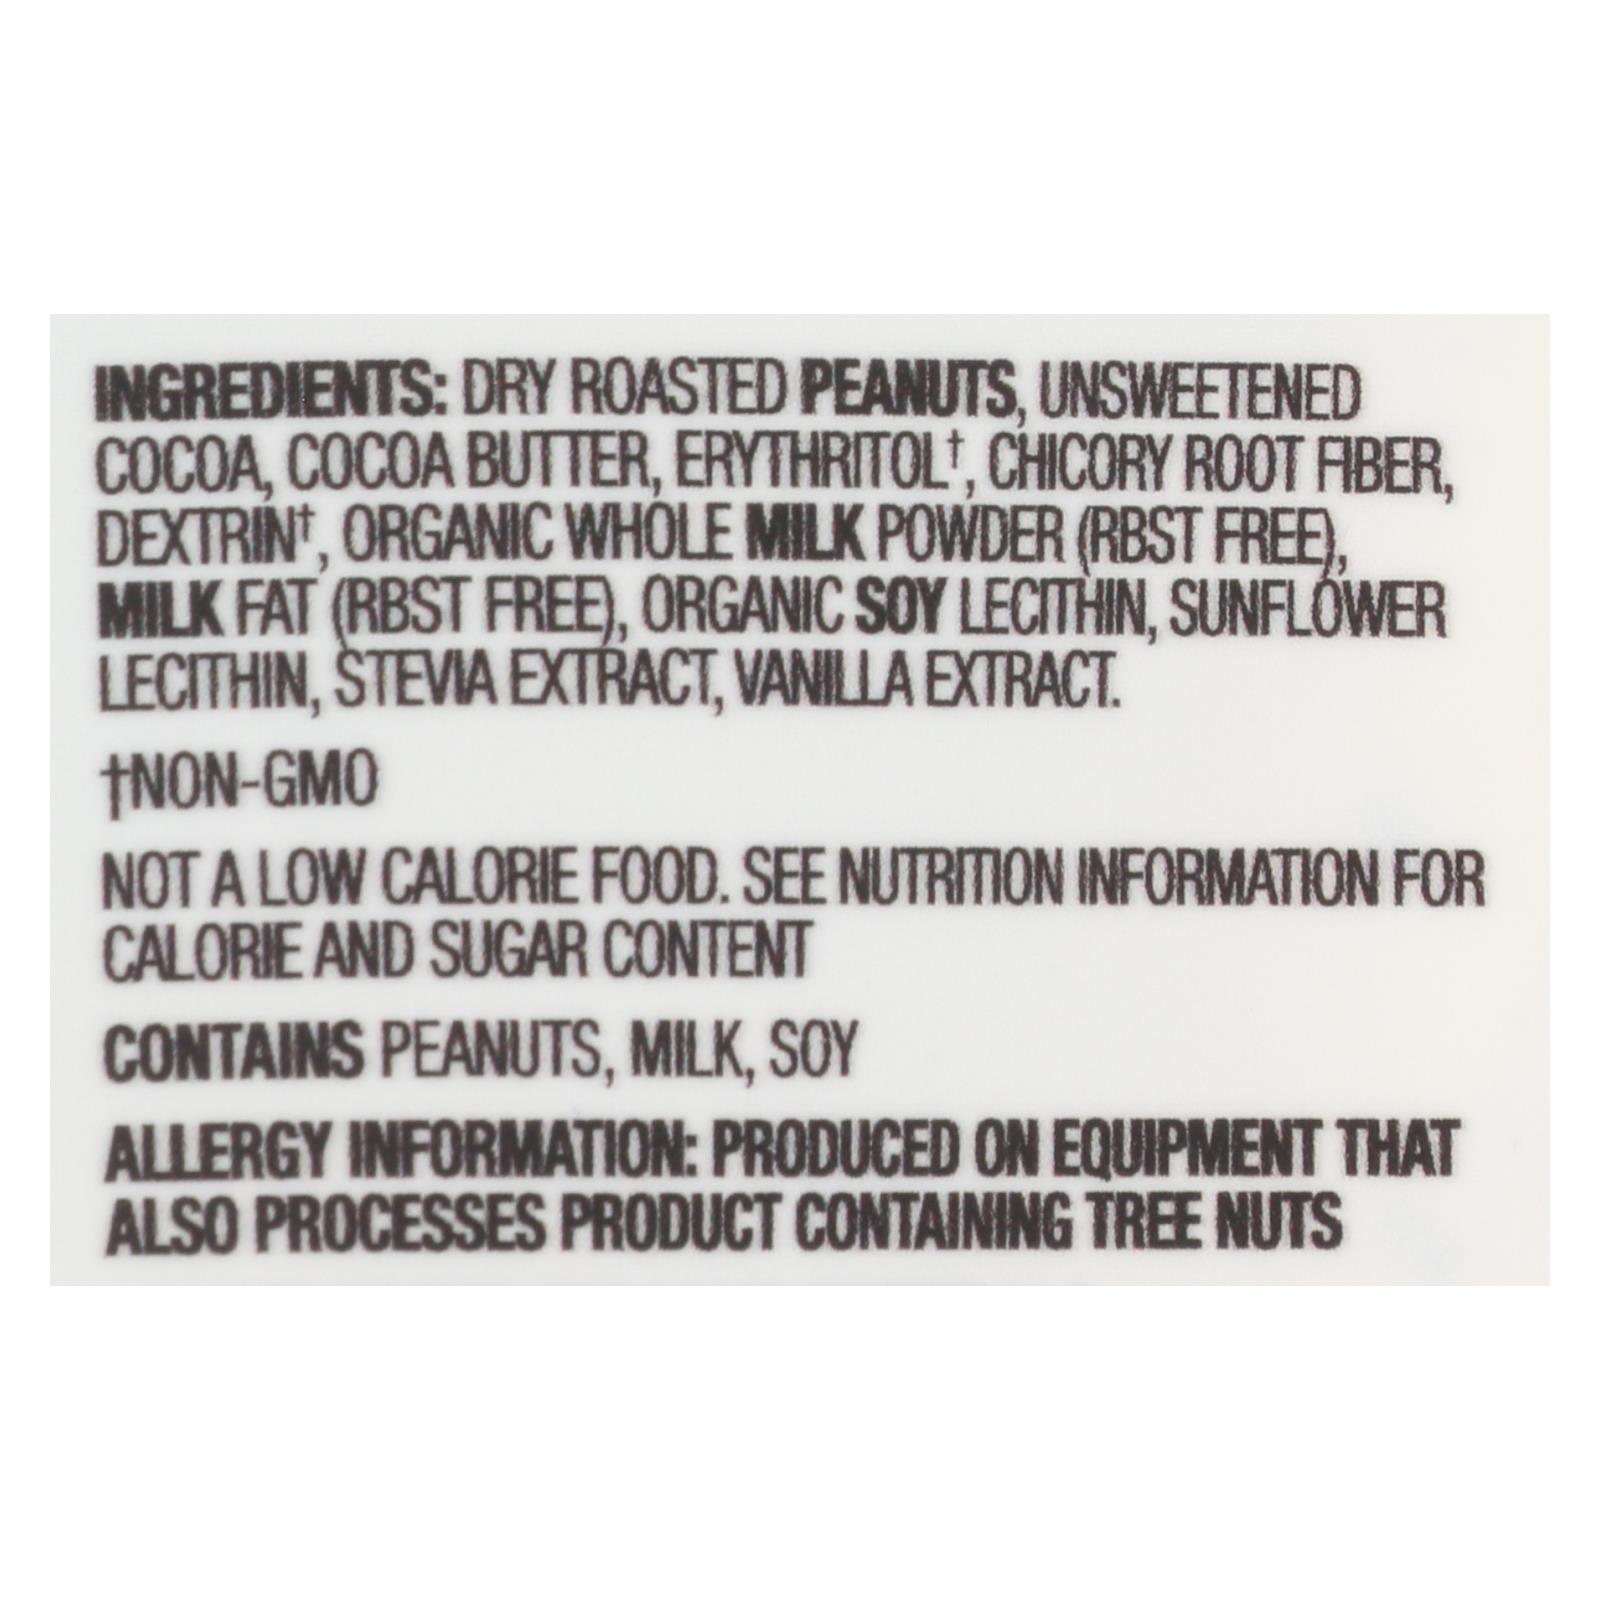 INGREDIENTS: DRY ROASTED PEANUTS, UNSWEETENED
COCOA, COCOA BUTTER, ERYTHRITOL†, CHICORY ROOT FIBER,
DEXTRIN†, ORGANIC WHOLE MILK POWDER (RBST FREE),
MILK FAT (RBST FREE), ORGANIC SOY LECITHIN, SUNFLOWER
LECITHIN, STEVIA EXTRACT, VANILLA EXTRACT.
†NON-GMO
NOT A LOW CALORIE FOOD. SEE NUTRITION INFORMATION FOR
CALORIE AND SUGAR CONTENT
CONTAINS PEANUTS, MILK, SOY
ALLERGY INFORMATION: PRODUCED ON EQUIPMENT THAT
ALSO PROCESSES PRODUCT CONTAINING TREE NUTS